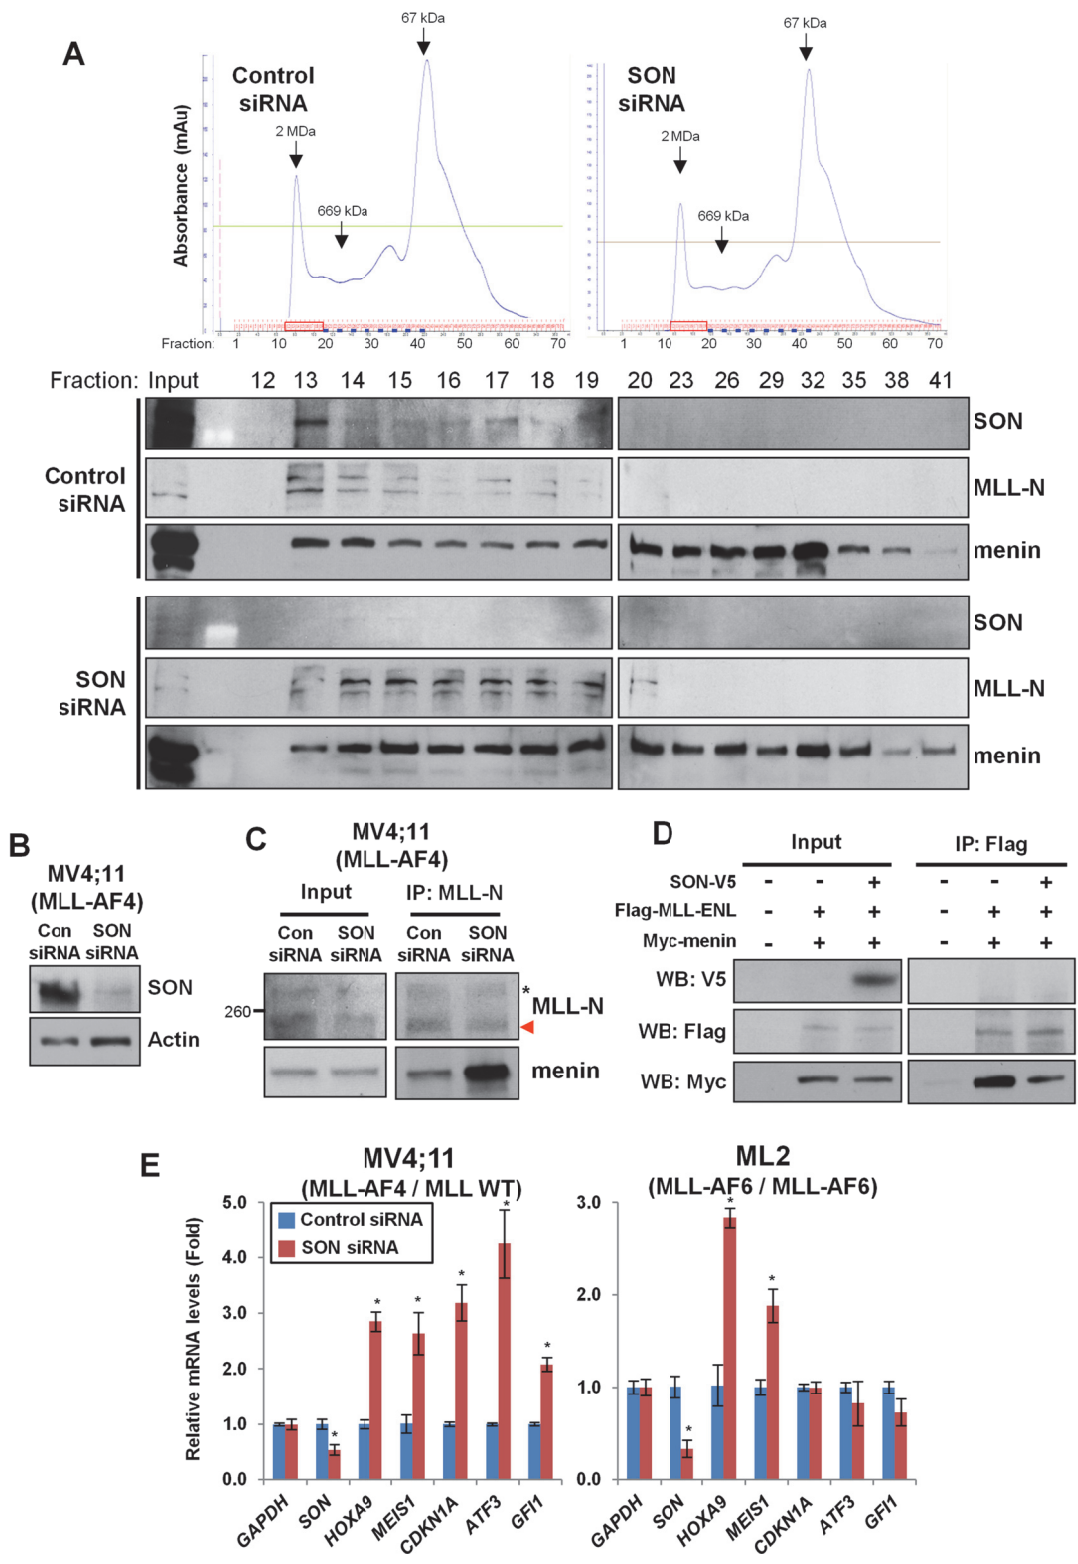 A
Control
siRNA
2 MDa
669 kDa
67 kDa
SON
siRNA
2 MDa
669 kDa
67 kDa
Absorbance (mAu)
Fraction: 1 10 20 30 40 50 60 70
1 10 20 30 40 50 60 70
Fraction: Input 12 13 14 15 16 17 18 19 20 23 26 29 32 35 38 41
Control
siRNA
SON
MLL-N
menin
SON
siRNA
SON
MLL-N
menin
B
MV4;11
(MLL-AF4)
Con SON
siRNA siRNA
SON
Actin
C
MV4;11
(MLL-AF4)
Input IP: MLL-N
Con SON Con SON
siRNA siRNA siRNA siRNA
260
*
MLL-N
menin
D
Input IP: Flag
SON-V5 - - + - - +
Flag-MLL-ENL - + + - + +
Myc-menin - + + - + +
WB: V5
WB: Flag
WB: Myc
E
MV4;11
(MLL-AF4 / MLL WT)
Relative mRNA levels (Fold)
5.0
4.0
3.0
2.0
1.0
0.0
Control siRNA
SON siRNA
* * * * * *
GAPDH SON HOXA9 MEIS1 CDKN1A ATF3 GFI1
ML2
(MLL-AF6 / MLL-AF6)
3.0
2.0
1.0
0.0
* * *
GAPDH SON HOXA9 MEIS1 CDKN1A ATF3 GFI1